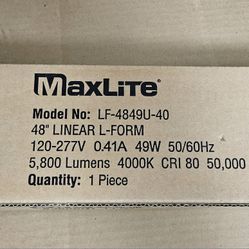 MAXLITE®
Model No: LF-4849U-40
48" LINEAR L-FORM
120-277V 0.41A 49W 50/60Hz
5,800 Lumens 4000K CRI 80 50,000
Quantity: 1 Piece